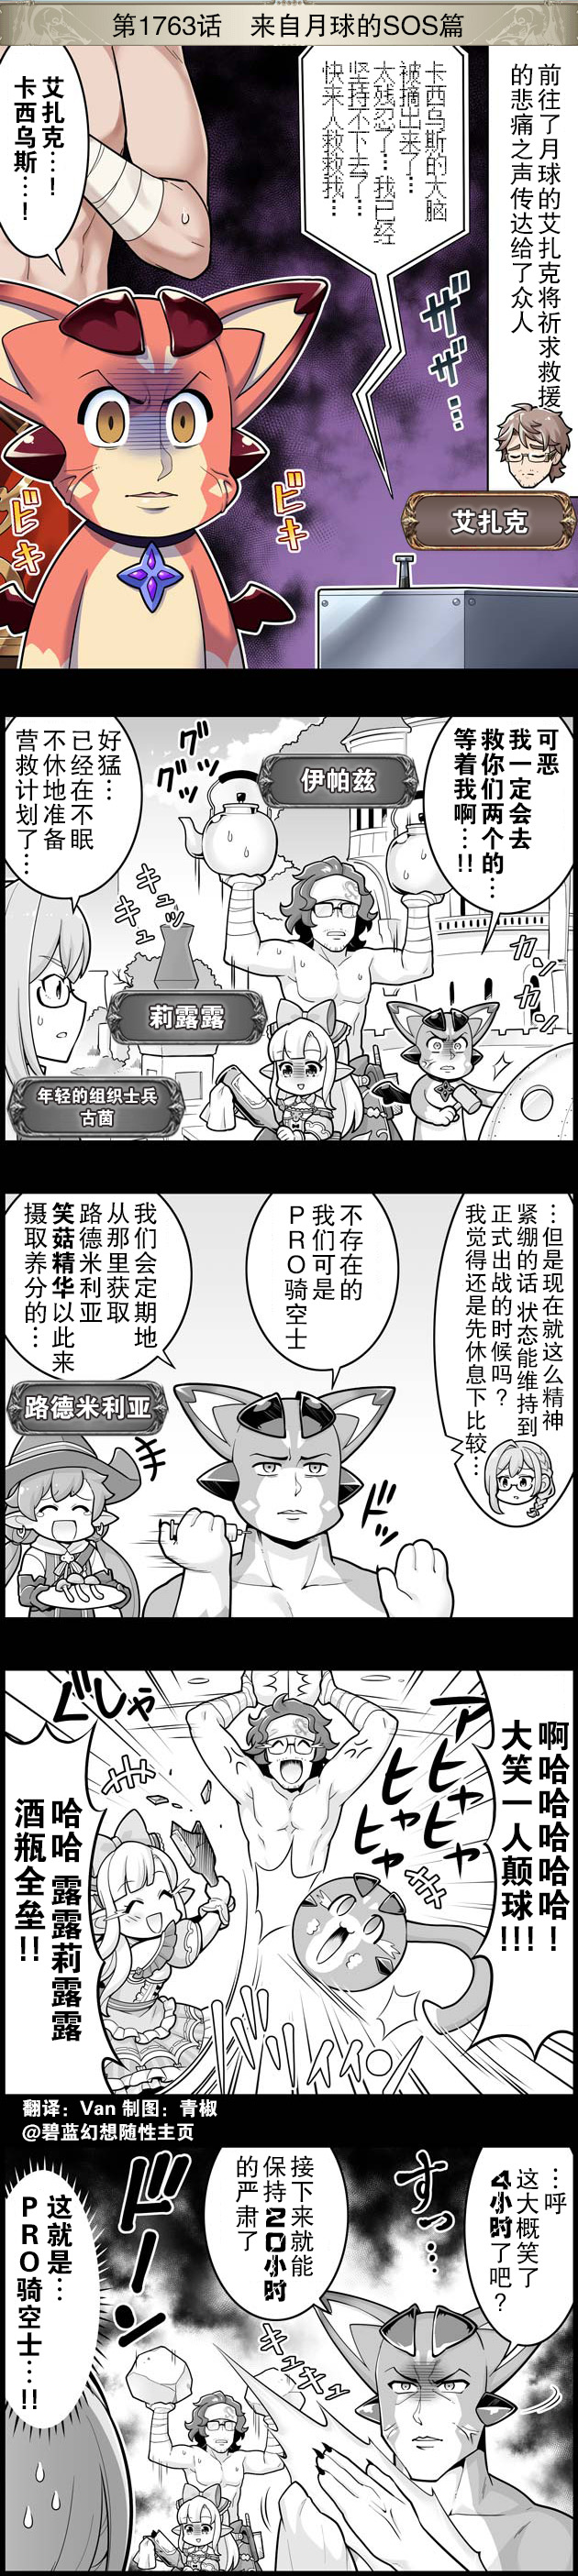 第1763话　来自月球的SOS篇
前往了月球的艾扎克将祈求救援
的悲痛之声传达给了众人
艾扎克
卡西乌斯的大脑
被摘出来了…
太残忍了…我已经
坚持不下去了…
快来人救救我…
ザザ…
艾扎克…!
卡西乌斯…!
ビキ
ビキ
可恶
我一定会去
救你们两个的…
等着我啊…!!
伊帕兹
グッグッ
好猛…
已经在不眠
不休地准备
营救计划了…
キュッ
キュキュ
カンカン
莉露露
年轻的组织士兵
古茵
…但是现在就这么精神
紧绷的话 状态能维持到
正式出战的时候吗?
我觉得还是先休息下比较…
不存在的
我们可是
PRO骑空士
我们会定期地
从那里获取
路德米利亚
笑菇精华以此来
摄取养分的…
路德米利亚
ドッ
啊哈哈哈哈哈!
大笑一人颠球!!!
アヒャヒャヒャ
ぐしゃ
哈哈 露露莉露露
酒瓶全垒!!
翻译：Van 制图：青椒
@碧蓝幻想随性主页
…呼
这大概笑了
4小时了吧?
すっ…
接下来就能
保持20小时
的严肃了
ドーン
キュキュッ
这就是…
PRO骑空士…!!